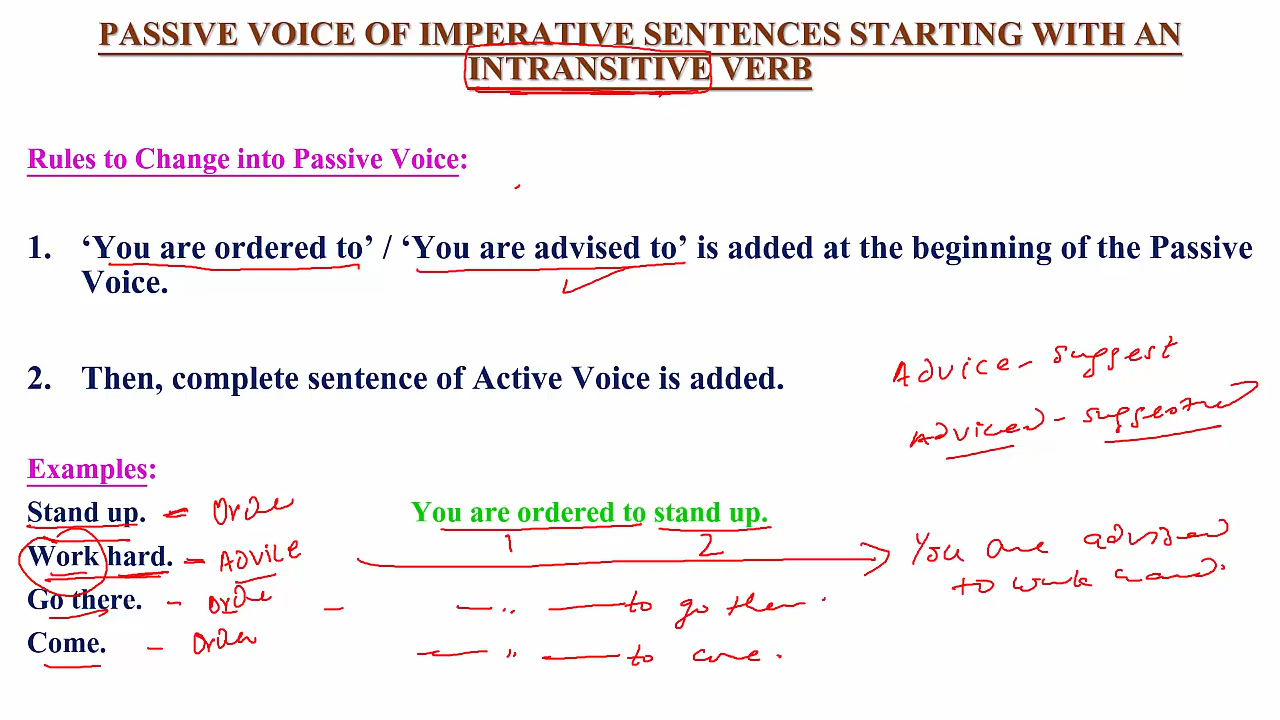 PASSIVE VOICE OF IMPERATIVE SENTENCES STARTING WITH AN
INTRANSITIVE VERB
Rules to Change into Passive Voice:
1. ‘You are ordered to’ / ‘You are advised to’ is added at the beginning of the Passive
Voice.
2. Then, complete sentence of Active Voice is added.
Advice - suggest
Adviced - suggested
Examples:
Stand up. - Order You are ordered to stand up.
1 2
Work hard. - Advice You are advised
to work hard.
Go there. - Order - — " — to go there.
Come. - Order — " — to come.